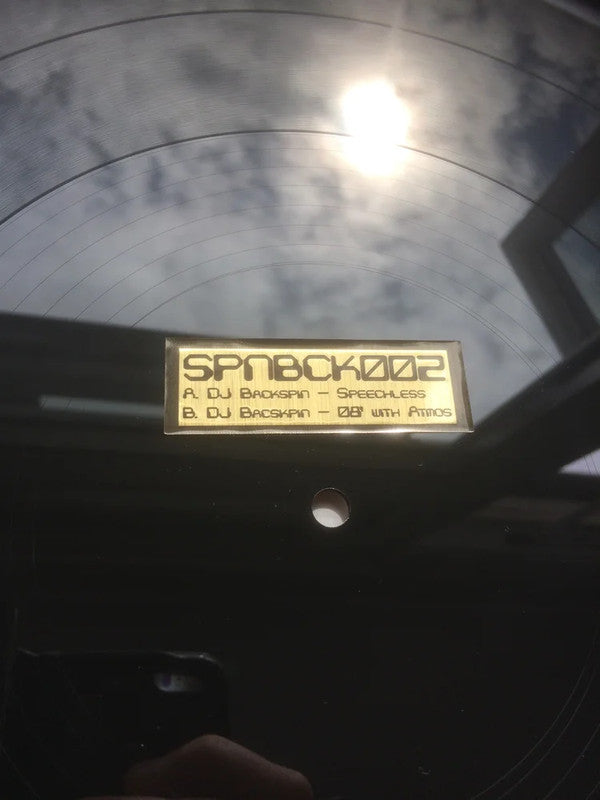 SPNBCK002
A. DJ Backspin – Speechless
B. DJ Bacskpin – 08' with Atmos